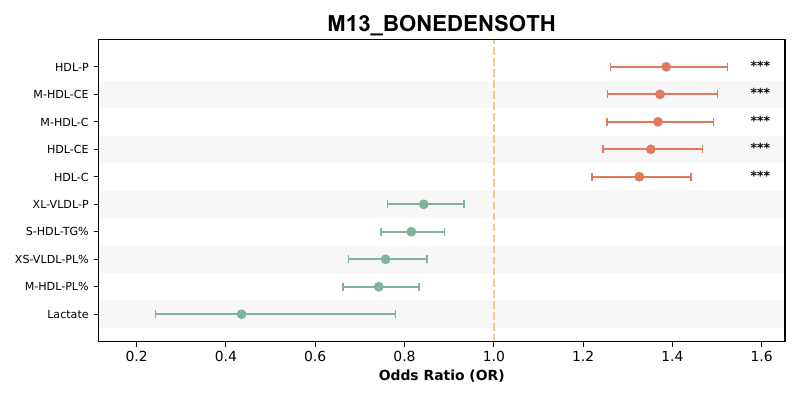 M13_BONEDENSOTH
HDL-P ***
M-HDL-CE ***
M-HDL-C ***
HDL-CE ***
HDL-C ***
XL-VLDL-P
S-HDL-TG%
XS-VLDL-PL%
M-HDL-PL%
Lactate
0.2 0.4 0.6 0.8 1.0 1.2 1.4 1.6
Odds Ratio (OR)